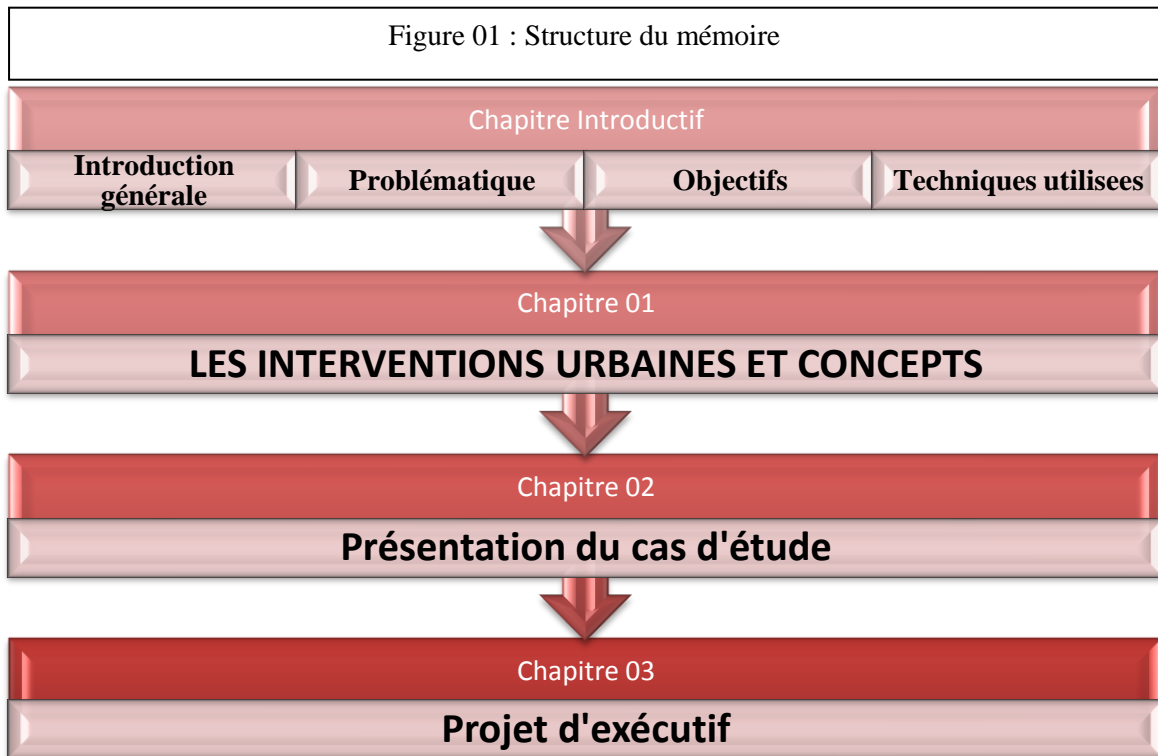 Figure 01 : Structure du mémoire
Chapitre Introductif
Introduction
générale
Problématique
Objectifs
Techniques utilisees
Chapitre 01
LES INTERVENTIONS URBAINES ET CONCEPTS
Chapitre 02
Présentation du cas d'étude
Chapitre 03
Projet d'exécutif